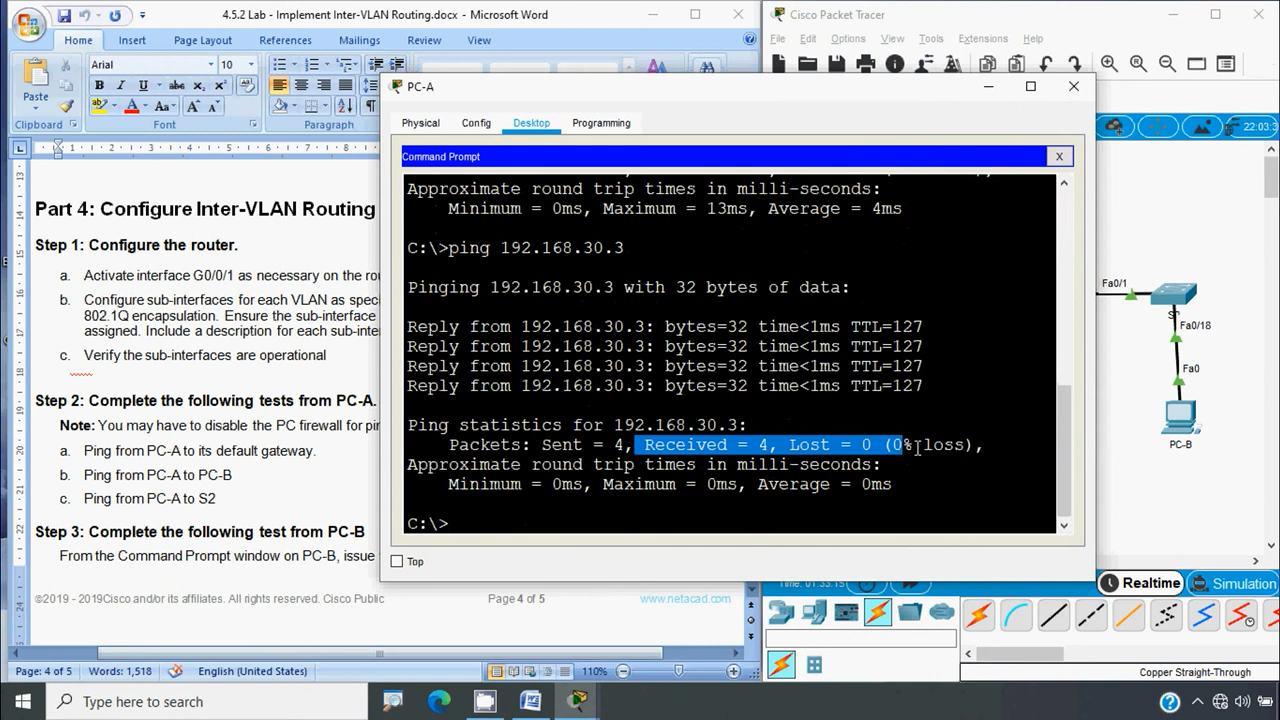 4.5.2 Lab - Implement Inter-VLAN Routing.docx - Microsoft Word
Home Insert Page Layout References Mailings Review View
Arial 10
Paste
Clipboard Font Paragraph
Part 4: Configure Inter-VLAN Routing
Step 1: Configure the router.
a. Activate interface G0/0/1 as necessary on the rou
b. Configure sub-interfaces for each VLAN as speci
802.1Q encapsulation. Ensure the sub-interface
assigned. Include a description for each sub-int
c. Verify the sub-interfaces are operational
Step 2: Complete the following tests from PC-A.
Note: You may have to disable the PC firewall for pin
a. Ping from PC-A to its default gateway.
b. Ping from PC-A to PC-B
c. Ping from PC-A to S2
Step 3: Complete the following test from PC-B
From the Command Prompt window on PC-B, issue
©2019 - 2019Cisco and/or its affiliates. All rights reserved. Cisco Public Page 4 of 5 www.netacad.com
Page: 4 of 5 Words: 1,518 English (United States) 110%
Cisco Packet Tracer
File Edit Options View Tools Extensions Help
22:03:3
PC-A
Physical Config Desktop Programming
Command Prompt X
Approximate round trip times in milli-seconds:
Minimum = 0ms, Maximum = 13ms, Average = 4ms
C:\>ping 192.168.30.3
Pinging 192.168.30.3 with 32 bytes of data:
Reply from 192.168.30.3: bytes=32 time<1ms TTL=127
Reply from 192.168.30.3: bytes=32 time<1ms TTL=127
Reply from 192.168.30.3: bytes=32 time<1ms TTL=127
Reply from 192.168.30.3: bytes=32 time<1ms TTL=127
Ping statistics for 192.168.30.3:
Packets: Sent = 4, Received = 4, Lost = 0 (0% loss),
Approximate round trip times in milli-seconds:
Minimum = 0ms, Maximum = 0ms, Average = 0ms
C:\>
Top
Fa0/1
Fa0/18
Fa0
PC-B
Time: 01:33:15
Realtime Simulation
Copper Straight-Through
Type here to search